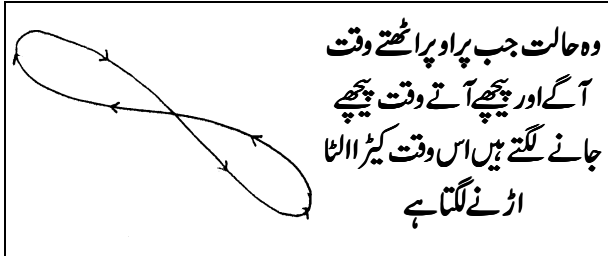 وہ حالت جب پر اوپر اٹھتے وقت
آگے اور پیچھے آتے وقت پیچھے
جانے لگتے ہیں اس وقت کیڑا الٹا
اڑنے لگتا ہے